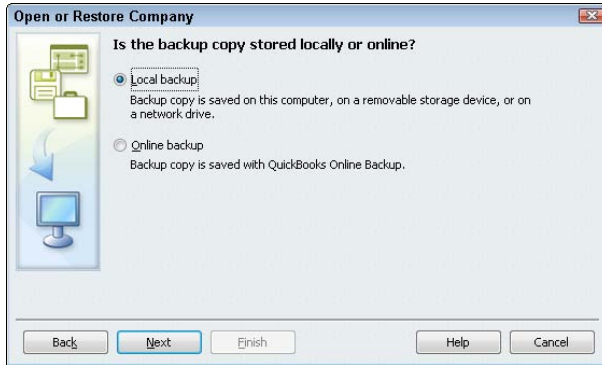 Open or Restore Company
Is the backup copy stored locally or online?
Local backup
Backup copy is saved on this computer, on a removable storage device, or on
a network drive.
Online backup
Backup copy is saved with QuickBooks Online Backup.
Back
Next
Finish
Help
Cancel